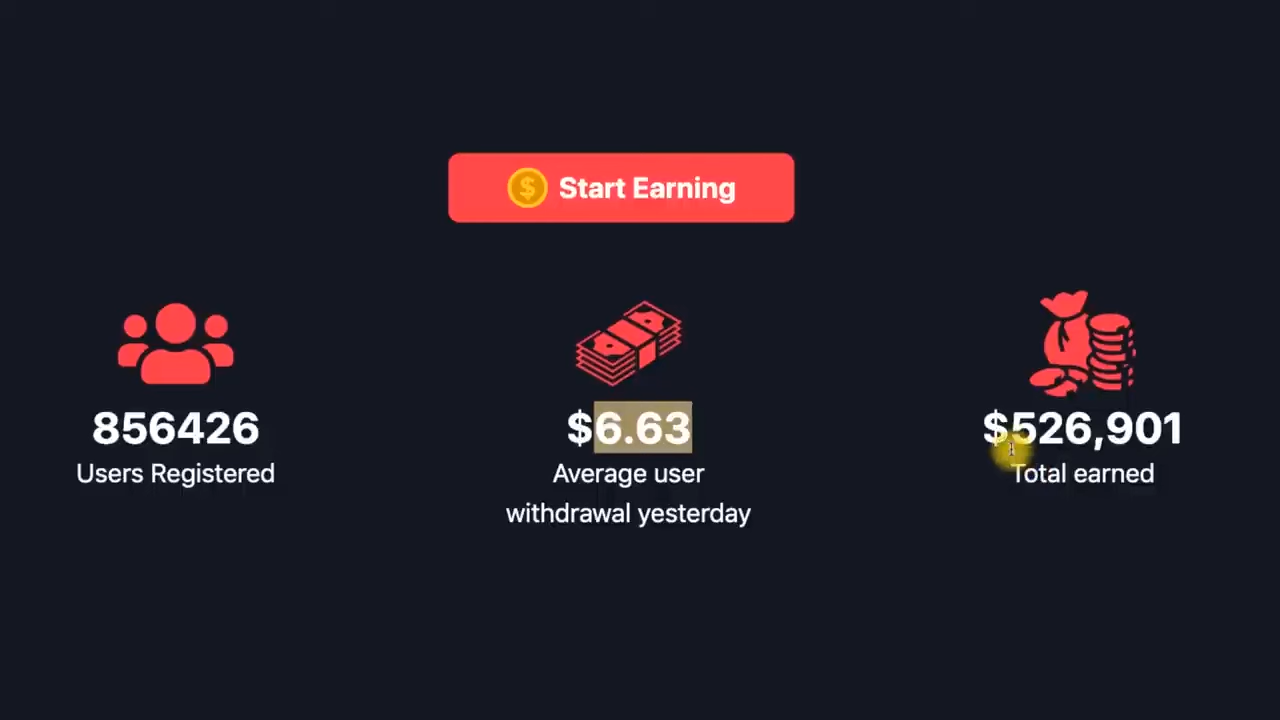 Start Earning
856426
Users Registered
$6.63
Average user
withdrawal yesterday
$526,901
Total earned